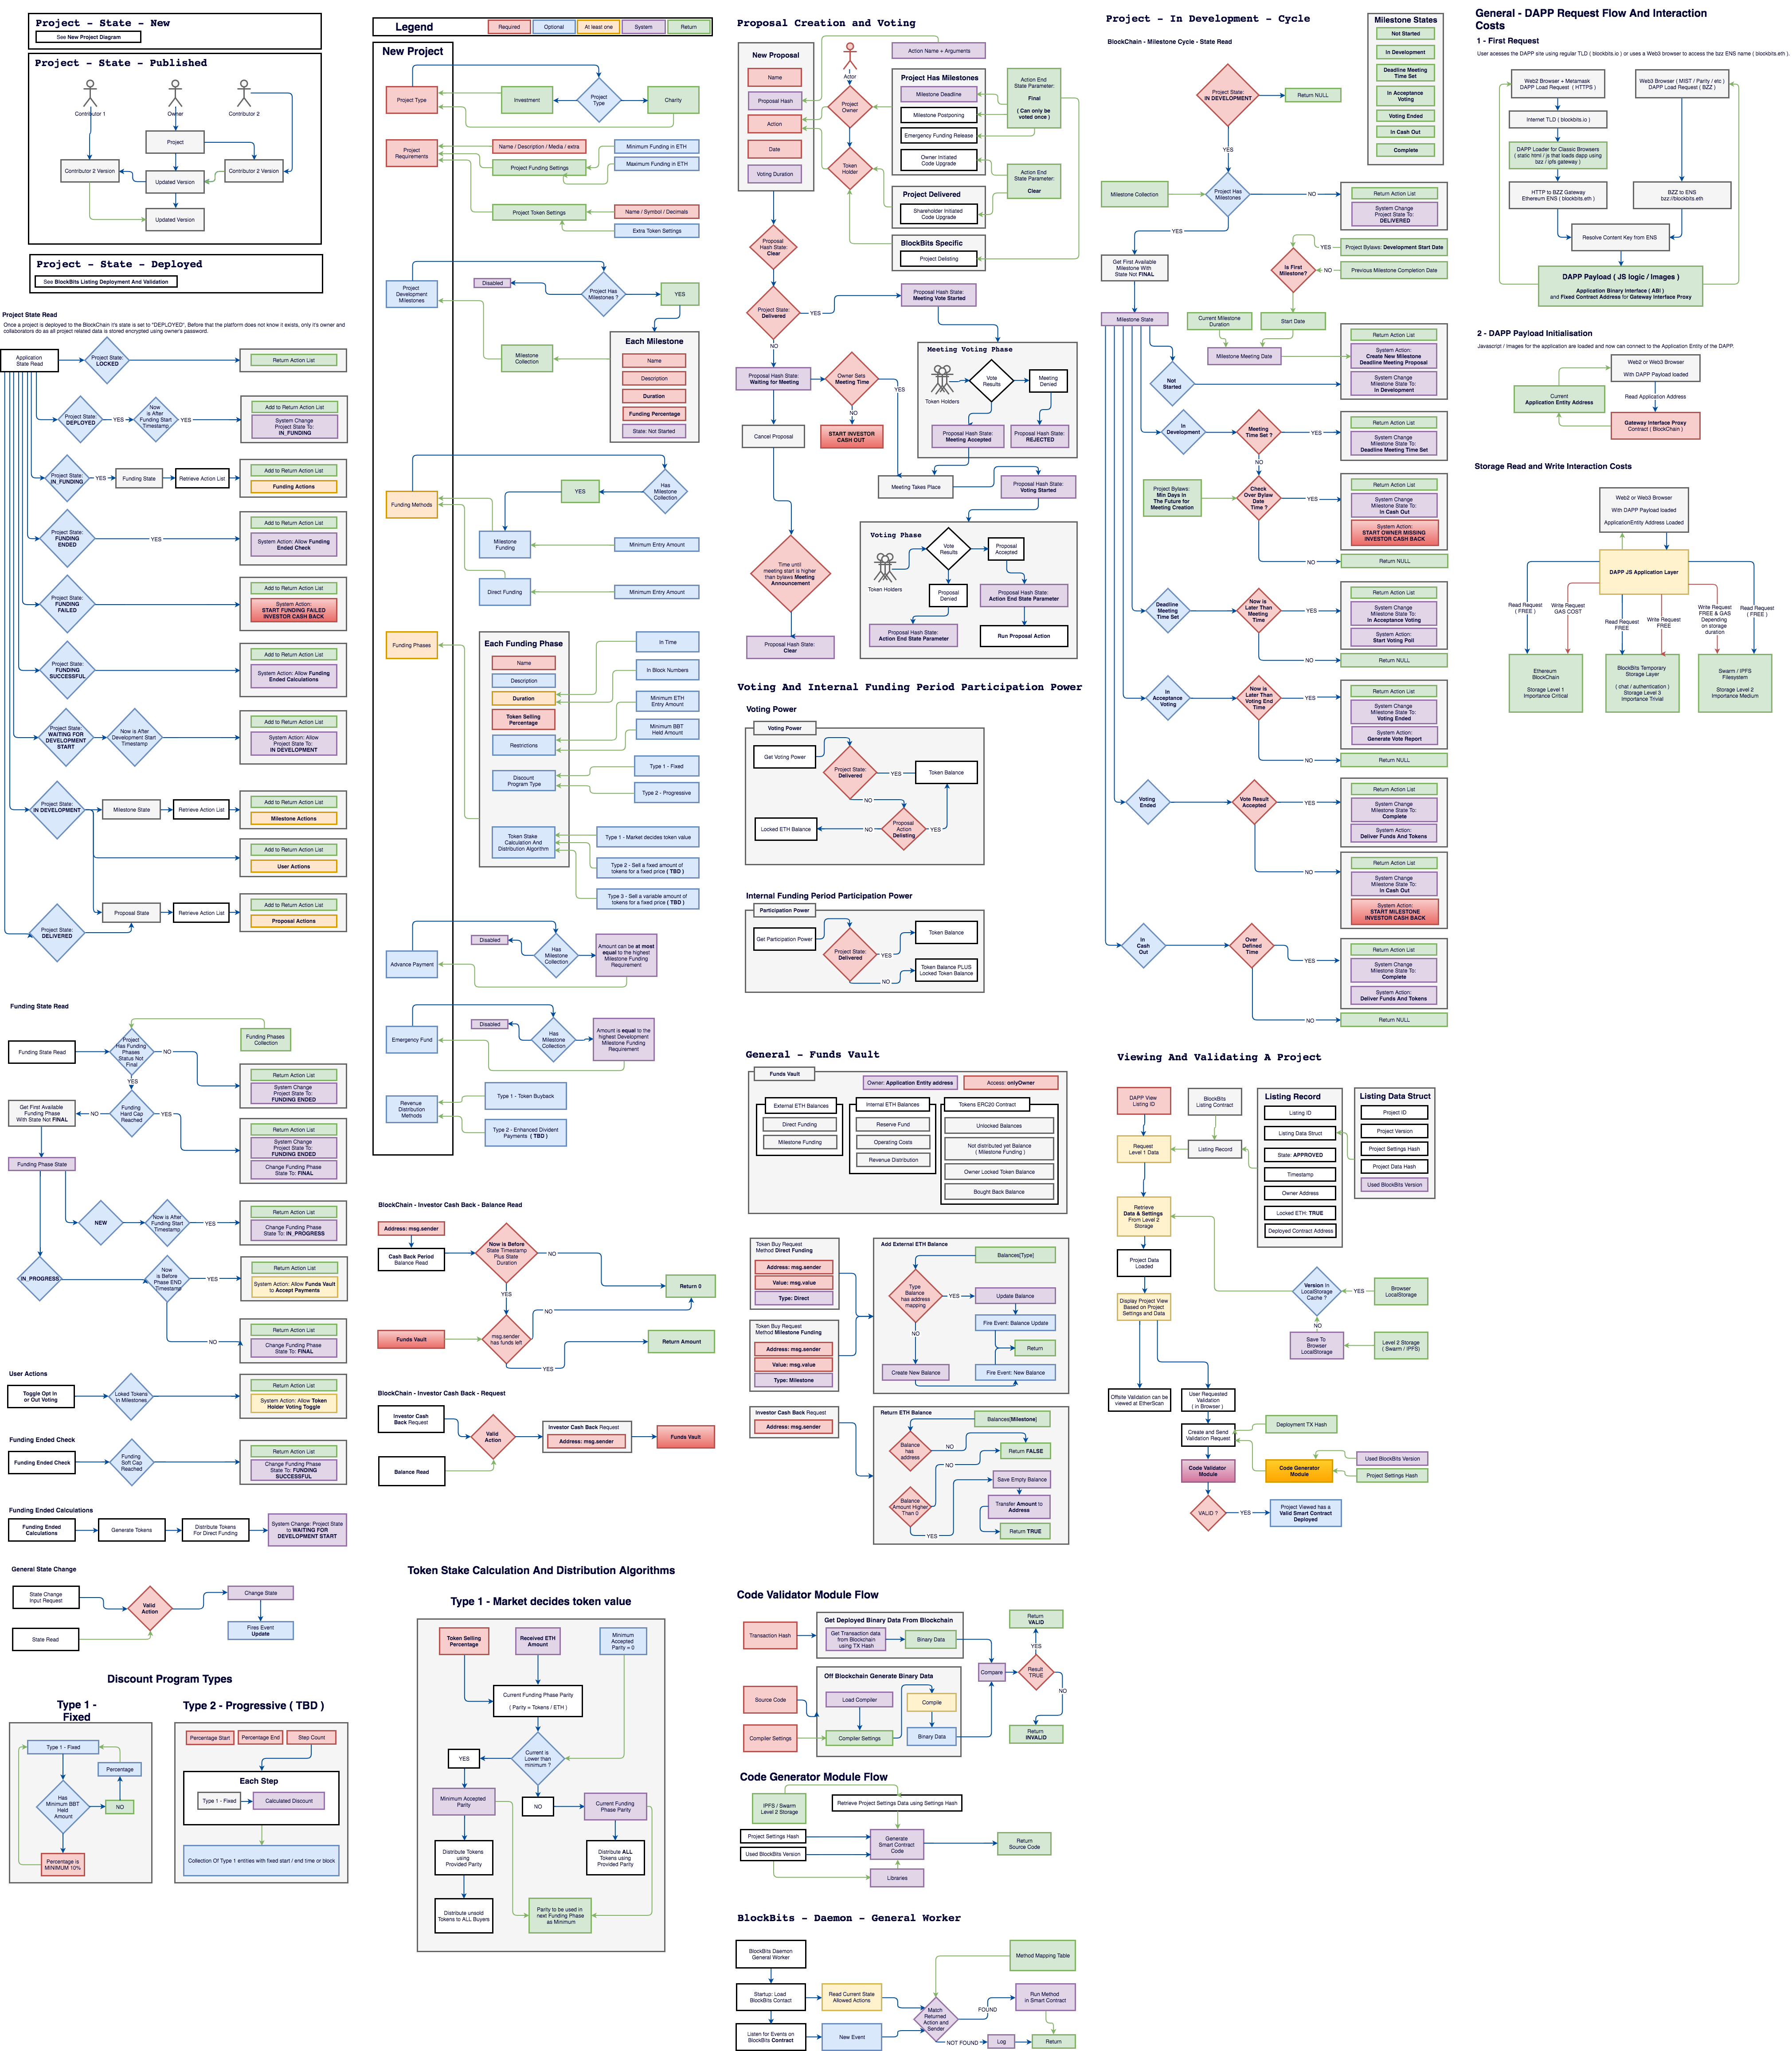 Project - State - New
See New Project Diagram
Project - State - Published
Contributor 1
Owner
Contributor 2
Project
Contributor 2 Version
Updated Version
Contributor 2 Version
Updated Version
Project - State - Deployed
See BlockBits Listing Deployment And Validation
Project State Read
Once a project is deployed to the BlockChain it's state is set to "DEPLOYED". Before that the platform does not know it exists, only it's owner and
collaborators do as all project related data is stored encrypted using owner's password.
Application
State Read
Project State:
LOCKED
Return Action List
Project State:
DEPLOYED
YES
Now
is After
Funding Start
Timestamp
YES
Add to Return Action List
System Change
Project State To:
IN_FUNDING
Project State:
IN_FUNDING
YES
Funding State
Retrieve Action List
Add to Return Action List
Funding Actions
Project State:
FUNDING
ENDED
YES
Add to Return Action List
System Action: Allow Funding
Ended Check
Project State:
FUNDING
FAILED
Add to Return Action List
System Action:
START FUNDING FAILED
INVESTOR CASH BACK
Project State:
FUNDING
SUCCESSFUL
Add to Return Action List
System Action: Allow Funding
Ended Calculations
Project State:
WAITING FOR
DEVELOPMENT
START
Now is After
Development Start
Timestamp
Add to Return Action List
System Action: Allow
Project State To:
IN DEVELOPMENT
Project State:
IN DEVELOPMENT
Milestone State
Retrieve Action List
Add to Return Action List
Milestone Actions
Add to Return Action List
User Actions
Project State:
DELIVERED
Proposal State
Retrieve Action List
Add to Return Action List
Proposal Actions
Funding State Read
Funding State Read
Project
Has Funding
Phases
Status Not
Final
NO
YES
Funding Phases
Collection
Return Action List
System Change
Project State To:
FUNDING ENDED
Get First Available
Funding Phase
With State Not FINAL
NO
Funding
Hard Cap
Reached
YES
Return Action List
System Change
Project State To:
FUNDING ENDED
Change Funding Phase
State To: FINAL
Funding Phase State
NEW
Now is After
Funding Start
Timestamp
YES
Return Action List
Change Funding Phase
State To: IN_PROGRESS
IN_PROGRESS
Now
is Before
Phase END
Timestamp
YES
Return Action List
System Action: Allow Funds Vault
to Accept Payments
NO
Return Action List
Change Funding Phase
State To: FINAL
User Actions
Toggle Opt In
or Out Voting
Loked Tokens
in Milestones
Return Action List
System Action: Allow Token
Holder Voting Toggle
Funding Ended Check
Funding Ended Check
Funding
Soft Cap
Reached
Return Action List
Change Funding Phase
State To: FUNDING
SUCCESSFUL
Funding Ended Calculations
Funding Ended
Calculations
Generate Tokens
Distribute Tokens
For Direct Funding
System Change: Project State
to WAITING FOR
DEVELOPMENT START
General State Change
State Change
Input Request
Valid
Action
Change State
Fires Event
Update
State Read
Discount Program Types
Type 1 -
Fixed
Type 1 - Fixed
Percentage
Has
Minimum BBT
Held
Amount
NO
Percentage is
MINIMUM 10%
Type 2 - Progressive ( TBD )
Percentage Start
Percentage End
Step Count
Each Step
Type 1 - Fixed
Calculated Discount
Collection Of Type 1 entities with fixed start / end time or block
Legend
Required
Optional
At least one
System
Return
New Project
Project Type
Investment
Project
Type
Charity
Project
Requirements
Name / Description / Media / extra
Project Funding Settings
Minimum Funding in ETH
Maximum Funding in ETH
Project Token Settings
Name / Symbol / Decimals
Extra Token Settings
Project
Development
Milestones
Disabled
Project Has
Milestones ?
YES
Milestone
Collection
Each Milestone
Name
Description
Duration
Funding Percentage
State: Not Started
Funding Methods
YES
Has
Milestone
Collection
Milestone
Funding
Minimum Entry Amount
Direct Funding
Minimum Entry Amount
Funding Phases
Each Funding Phase
Name
Description
Duration
Token Selling
Percentage
Restrictions
Discount
Program Type
Token Stake
Calculation And
Distribution Algorithm
In Time
In Block Numbers
Minimum ETH
Entry Amount
Minimum BBT
Held Amount
Type 1 - Fixed
Type 2 - Progressive
Type 1 - Market decides token value
Type 2 - Sell a fixed amount of
tokens for a fixed price ( TBD )
Type 3 - Sell a variable amount of
tokens for a fixed price ( TBD )
Advance Payment
Disabled
Has
Milestone
Collection
Amount can be at most
equal to the highest
Milestone Funding
Requirement
Emergency Fund
Disabled
Has
Milestone
Collection
Amount is equal to the
highest Development
Milestone Funding
Requirement
Revenue
Distribution
Methods
Type 1 - Token Buyback
Type 2 - Enhanced Divident
Payments ( TBD )
BlockChain - Investor Cash Back - Balance Read
Address: msg.sender
Cash Back Period
Balance Read
Now is Before
State Timestamp
Plus State
Duration
NO
YES
Return 0
NO
Funds Vault
msg.sender
has funds left
Return Amount
YES
BlockChain - Investor Cash Back - Request
Investor Cash
Back Request
Valid
Action
Investor Cash Back Request
Address: msg.sender
Funds Vault
Balance Read
Token Stake Calculation And Distribution Algorithms
Type 1 - Market decides token value
Token Selling
Percentage
Received ETH
Amount
Minimum
Accepted
Parity = 0
Current Funding Phase Parity
( Parity = Tokens / ETH )
YES
Current is
Lower than
minimum ?
Minimum Accepted
Parity
NO
Current Funding
Phase Parity
Distribute Tokens
using
Provided Parity
Distribute ALL
Tokens using
Provided Parity
Distribute unsold
Tokens to ALL Buyers
Parity to be used in
next Funding Phase
as Minimum
Proposal Creation and Voting
New Proposal
Name
Proposal Hash
Action
Date
Voting Duration
Actor
Action Name + Arguments
Project
Owner
Token
Holder
Project Has Milestones
Milestone Deadline
Milestone Postponing
Emergency Funding Release
Owner Initiated
Code Upgrade
Action End
State Parameter:
Final
( Can only be
voted once )
Action End
State Parameter:
Clear
Project Delivered
Shareholder Initiated
Code Upgrade
BlockBits Specific
Project Delisting
Proposal
Hash State:
Clear
Project State:
Delivered
YES
Proposal Hash State:
Meeting Vote Started
NO
Proposal Hash State:
Waiting for Meeting
Owner Sets
Meeting Time
YES
NO
Cancel Proposal
START INVESTOR
CASH OUT
Meeting Voting Phase
Token Holders
Vote
Results
Meeting
Denied
Proposal Hash State:
Meeting Accepted
Proposal Hash State:
REJECTED
Meeting Takes Place
Proposal Hash State:
Voting Started
Time until
meeting start is higher
than bylaws Meeting
Announcement
Proposal Hash State:
Clear
Voting Phase
Token Holders
Vote
Results
Proposal
Accepted
Proposal
Denied
Proposal Hash State:
Action End State Parameter
Proposal Hash State:
Action End State Parameter
Run Proposal Action
Voting And Internal Funding Period Participation Power
Voting Power
Voting Power
Get Voting Power
Project State:
Delivered
YES
Token Balance
NO
Locked ETH Balance
NO
Proposal
Action
Delisting
YES
Internal Funding Period Participation Power
Participation Power
Get Participation Power
Project State:
Delivered
YES
Token Balance
NO
Token Balance PLUS
Locked Token Balance
General - Funds Vault
Funds Vault
Owner: Application Entity address
Access: onlyOwner
External ETH Balances
Direct Funding
Milestone Funding
Internal ETH Balances
Reserve Fund
Operating Costs
Revenue Distribution
Tokens ERC20 Contract
Unlocked Balances
Not distributed yet Balance
( Milestone Funding )
Owner Locked Token Balance
Bought Back Balance
Token Buy Request
Method Direct Funding
Address: msg.sender
Value: msg.value
Type: Direct
Token Buy Request
Method Milestone Funding
Address: msg.sender
Value: msg.value
Type: Milestone
Add External ETH Balance
Balances[Type]
Type
Balance
has address
mapping
YES
Update Balance
Fire Event: Balance Update
NO
Return
Create New Balance
Fire Event: New Balance
Investor Cash Back Request
Address: msg.sender
Return ETH Balance
Balances[Milestone]
Balance
has
address
NO
Return FALSE
NO
Balance
Amount Higher
Than 0
YES
Save Empty Balance
Transfer Amount to
Address
Return TRUE
Code Validator Module Flow
Transaction Hash
Get Deployed Binary Data From Blockchain
Get Transaction data
from Blockchain
using TX Hash
Binary Data
Return
VALID
YES
Off Blockchain Generate Binary Data
Source Code
Load Compiler
Compile
Compiler Settings
Compiler Settings
Binary Data
Compare
Result
TRUE
NO
Return
INVALID
Code Generator Module Flow
IPFS / Swarm
Level 2 Storage
Retrieve Project Settings Data using Settings Hash
Project Settings Hash
Used BlockBits Version
Generate
Smart Contract
Code
Return
Source Code
Libraries
BlockBits - Daemon - General Worker
BlockBits Daemon
General Worker
Method Mapping Table
Startup: Load
BlockBits Contact
Read Current State
Allowed Actions
Match
Returned
Action and
Sender
FOUND
Run Method
in Smart Contract
Listen for Events on
BlockBits Contract
New Event
NOT FOUND
Log
Return
Project - In Development - Cycle
BlockChain - Milestone Cycle - State Read
Milestone States
Not Started
In Development
Deadline Meeting
Time Set
In Acceptance
Voting
Voting Ended
In Cash Out
Complete
Project State:
IN DEVELOPMENT
Return NULL
YES
Milestone Collection
Project Has
Milestones
NO
Return Action List
System Change
Project State To:
DELIVERED
YES
Get First Available
Milestone With
State Not FINAL
Is First
Milestone?
YES
Project Bylaws: Development Start Date
NO
Previous Milestone Completion Date
Milestone State
Current Milestone
Duration
Start Date
Milestone Meeting Date
Not
Started
Return Action List
System Action:
Create New Milestone
Deadline Meeting Proposal
System Change
Milestone State To:
In Development
In
Development
Meeting
Time Set ?
YES
Return Action List
System Change
Milestone State To:
Deadline Meeting Time Set
NO
Project Bylaws:
Min Days In
The Future for
Meeting Creation
Check
Over Bylaw
Date
Time ?
YES
Return Action List
System Change
Milestone State To:
In Cash Out
System Action:
START OWNER MISSING
INVESTOR CASH BACK
NO
Return NULL
Deadline
Meeting
Time Set
Now is
Later Than
Meeting
Time
YES
Return Action List
System Change
Milestone State To:
In Acceptance Voting
System Action:
Start Voting Poll
NO
Return NULL
In
Acceptance
Voting
Now is
Later Than
Voting End
Time
YES
Return Action List
System Change
Milestone State To:
Voting Ended
System Action:
Generate Vote Report
NO
Return NULL
Voting
Ended
Vote Result
Accepted
YES
Return Action List
System Change
Milestone State To:
Complete
System Action:
Deliver Funds And Tokens
NO
Return Action List
System Change
Milestone State To:
In Cash Out
System Action:
START MILESTONE
INVESTOR CASH BACK
In
Cash
Out
Over
Defined
Time
YES
Return Action List
System Change
Milestone State To:
Complete
System Action:
Deliver Funds And Tokens
NO
Return NULL
Viewing And Validating A Project
DAPP View
Listing ID
BlockBits
Listing Contract
Request
Level 1 Data
Listing Record
Listing Record
Listing ID
Listing Data Struct
State: APPROVED
Timestamp
Owner Address
Locked ETH: TRUE
Deployed Contract Address
Listing Data Struct
Project ID
Project Version
Project Settings Hash
Project Data Hash
Used BlockBits Version
Retrieve
Data & Settings
From Level 2
Storage
Project Data
Loaded
Display Project View
Based on Project
Settings and Data
Version in
LocalStorage
Cache ?
YES
Browser
LocalStorage
NO
Save To
Browser
LocalStorage
Level 2 Storage
( Swarm / IPFS)
Offsite Validation can be
viewed at EtherScan
User Requested
Validation
( in Browser )
Create and Send
Validation Request
Deployment TX Hash
Code Validator
Module
Code Generator
Module
Used BlockBits Version
Project Settings Hash
VALID ?
YES
Project Viewed has a
Valid Smart Contract
Deployed
General - DAPP Request Flow And Interaction
Costs
1 - First Request
User acesses the DAPP site using regular TLD ( blockbits.io ) or uses a Web3 browser to access the bzz ENS name ( blockbits.eth ).
Web2 Browser + Metamask
DAPP Load Request ( HTTPS )
Web3 Browser ( MIST / Parity / etc )
DAPP Load Request ( BZZ )
Internet TLD ( blockbits.io )
DAPP Loader for Classic Browsers
( static html / js that loads dapp using
bzz / ipfs gateway )
HTTP to BZZ Gateway
Ethereum ENS ( blockbits.eth )
BZZ to ENS
bzz://blockbits.eth
Resolve Content Key from ENS
DAPP Payload ( JS logic / Images )
Application Binary Interface ( ABI )
and Fixed Contract Address for Gateway Interface Proxy
2 - DAPP Payload Initialisation
Javascript / Images for the application are loaded and now can connect to the Application Entity of the DAPP.
Web2 or Web3 Browser
With DAPP Payload loaded
Current
Application Entity Address
Read Application Address
Gateway Interface Proxy
Contract ( BlockChain )
Storage Read and Write Interaction Costs
Web2 or Web3 Browser
With DAPP Payload loaded
ApplicationEntity Address Loaded
DAPP JS Application Layer
Read Request
( FREE )
Write Request
GAS COST
Read Request
FREE
Write Request
FREE
Write Request
FREE & GAS
Depending
on storage
duration
Read Request
( FREE )
Ethereum
BlockChain
Storage Level 1
Importance Critical
BlockBits Temporary
Storage Layer
( chat / authentication )
Storage Level 3
Importance Trivial
Swarm / IPFS
Filesystem
Storage Level 2
Importance Medium